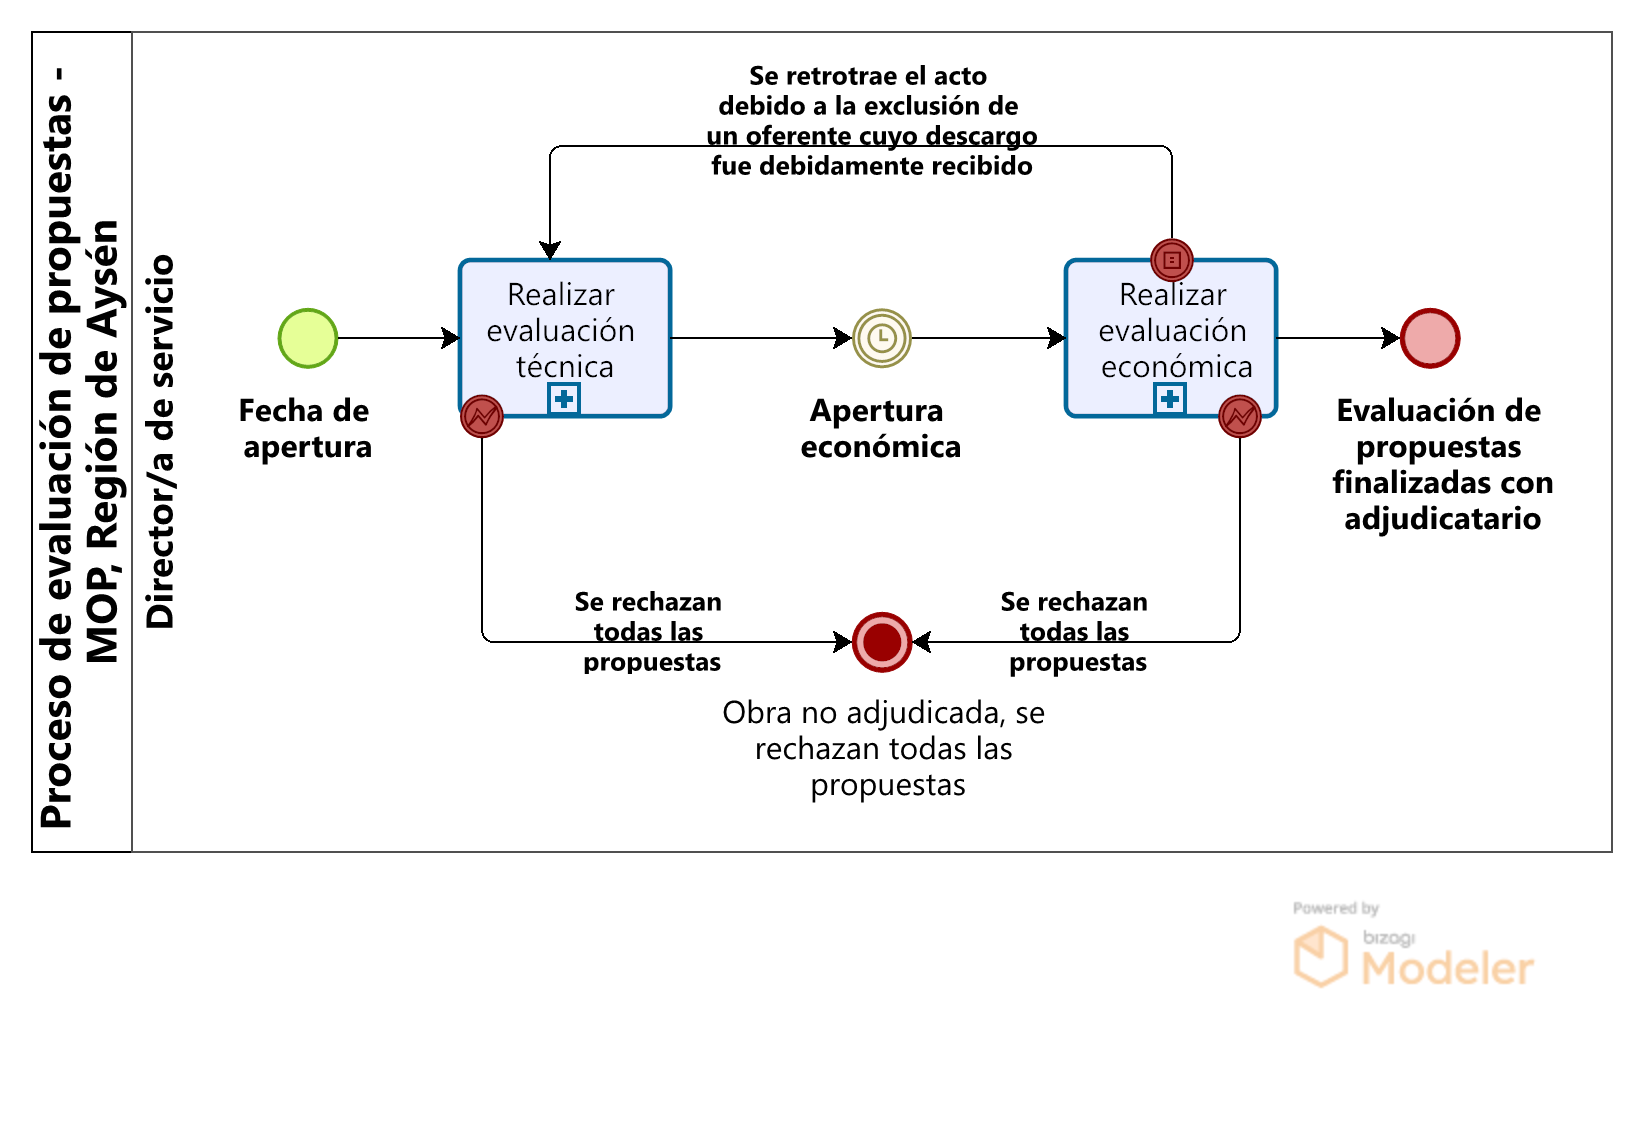 Proceso de evaluación de propuestas -
MOP, Región de Aysén
Director/a de servicio
Se retrotrae el acto
debido a la exclusión de
un oferente cuyo descargo
fue debidamente recibido
Fecha de
apertura
Realizar
evaluación
técnica
Apertura
económica
Realizar
evaluación
económica
Evaluación de
propuestas
finalizadas con
adjudicatario
Se rechazan
todas las
propuestas
Se rechazan
todas las
propuestas
Obra no adjudicada, se
rechazan todas las
propuestas
Powered by
bizagi
Modeler